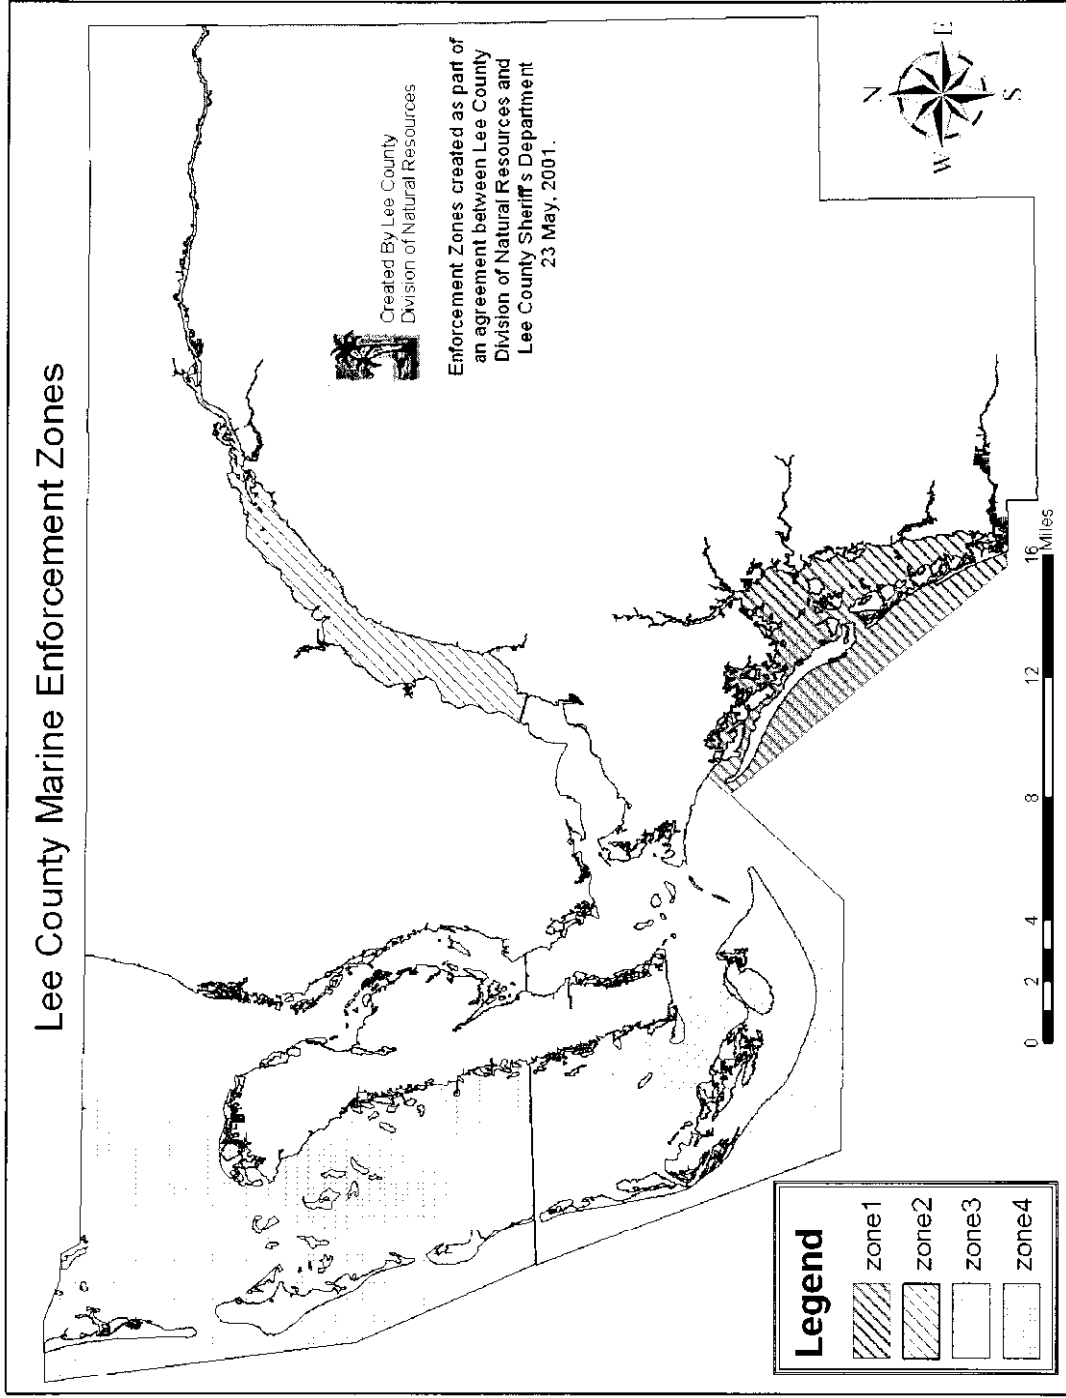 Lee County Marine Enforcement Zones
Created By Lee County
Division of Natural Resources
Enforcement Zones created as part of
an agreement between Lee County
Division of Natural Resources and
Lee County Sheriff's Department
23 May, 2001.
N
W
E
S
0 2 4 8 12 16
Miles
Legend
zone1
zone2
zone3
zone4